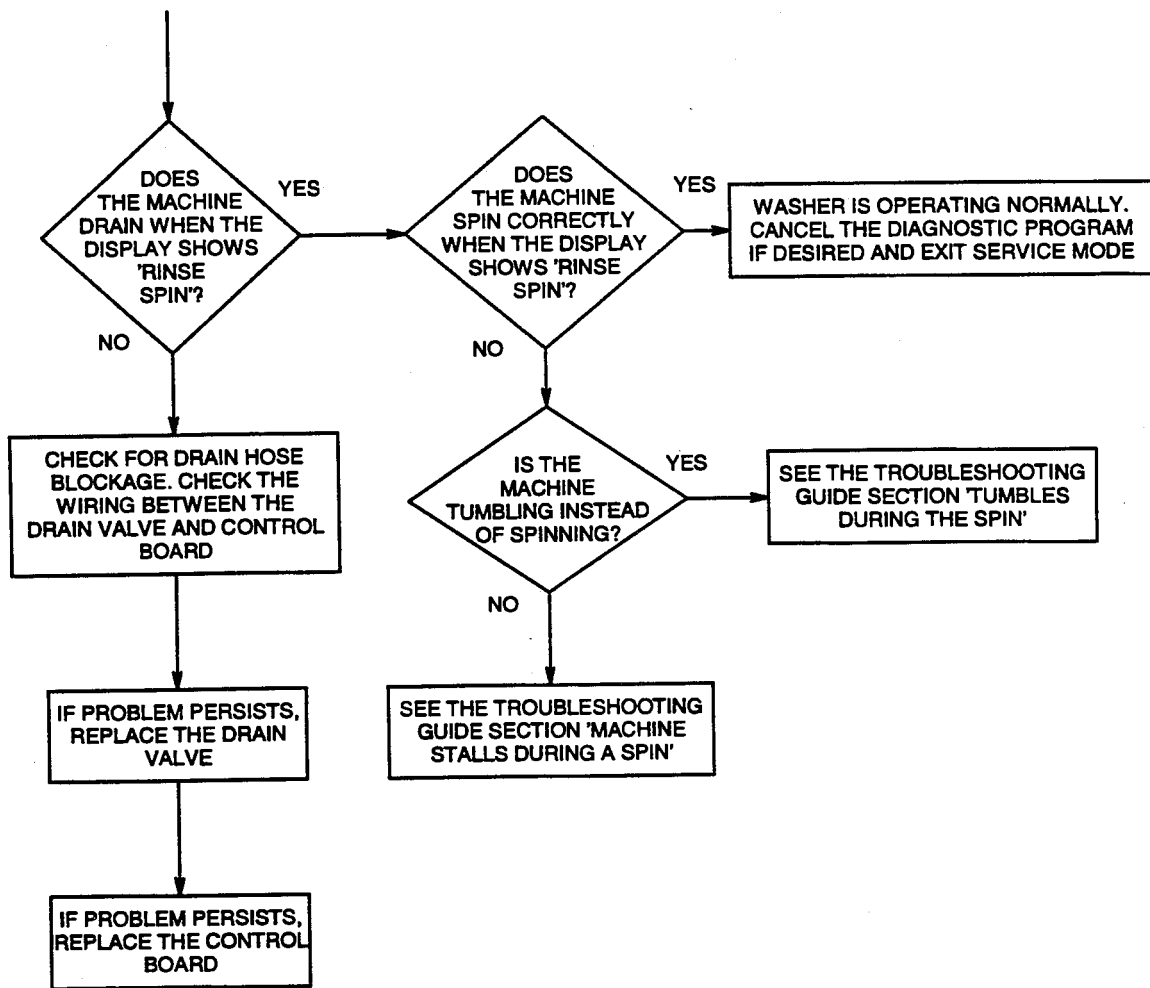 DOES
THE MACHINE
DRAIN WHEN THE
DISPLAY SHOWS
'RINSE
SPIN'?
YES
NO
DOES
THE MACHINE
SPIN CORRECTLY
WHEN THE DISPLAY
SHOWS 'RINSE
SPIN'?
YES
NO
WASHER IS OPERATING NORMALLY.
CANCEL THE DIAGNOSTIC PROGRAM
IF DESIRED AND EXIT SERVICE MODE
CHECK FOR DRAIN HOSE
BLOCKAGE. CHECK THE
WIRING BETWEEN THE
DRAIN VALVE AND CONTROL
BOARD
IS THE
MACHINE
TUMBLING INSTEAD
OF SPINNING?
YES
NO
SEE THE TROUBLESHOOTING
GUIDE SECTION 'TUMBLES
DURING THE SPIN'
IF PROBLEM PERSISTS,
REPLACE THE DRAIN
VALVE
SEE THE TROUBLESHOOTING
GUIDE SECTION 'MACHINE
STALLS DURING A SPIN'
IF PROBLEM PERSISTS,
REPLACE THE CONTROL
BOARD